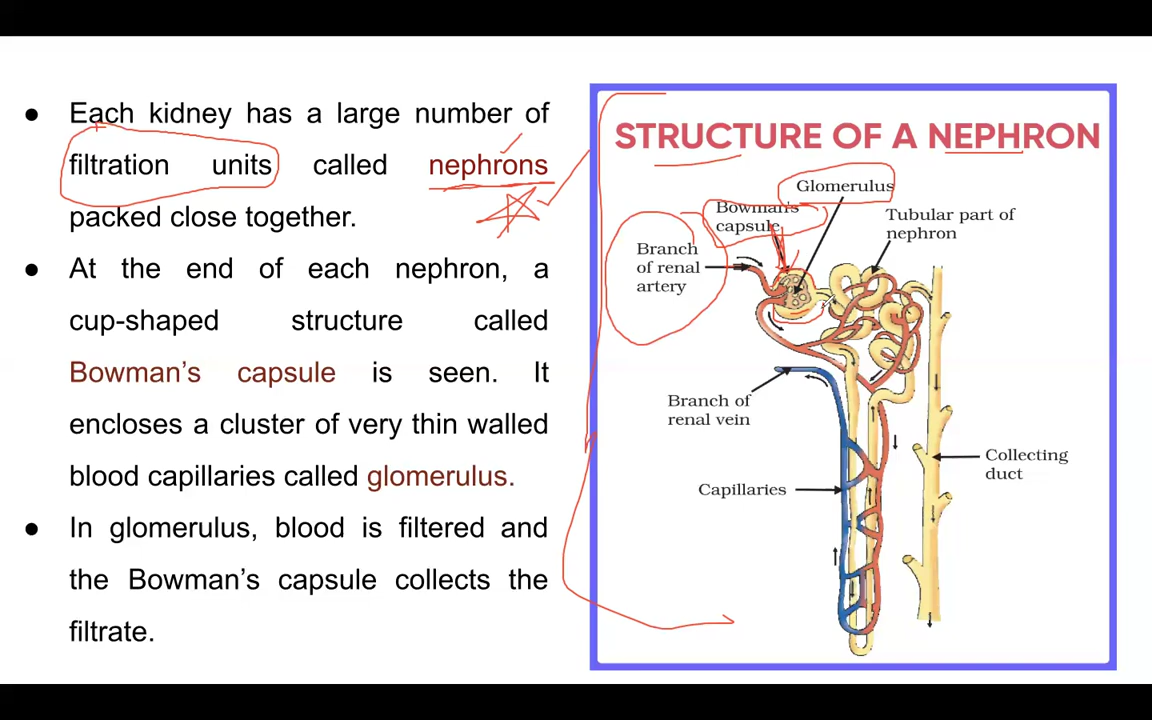 ● Each kidney has a large number of
filtration units called nephrons
packed close together.
● At the end of each nephron, a
cup-shaped structure called
Bowman's capsule is seen. It
encloses a cluster of very thin walled
blood capillaries called glomerulus.
● In glomerulus, blood is filtered and
the Bowman's capsule collects the
filtrate.
STRUCTURE OF A NEPHRON
Glomerulus
Bowman's
capsule
Tubular part of
nephron
Branch
of renal
artery
Branch of
renal vein
Collecting
duct
Capillaries